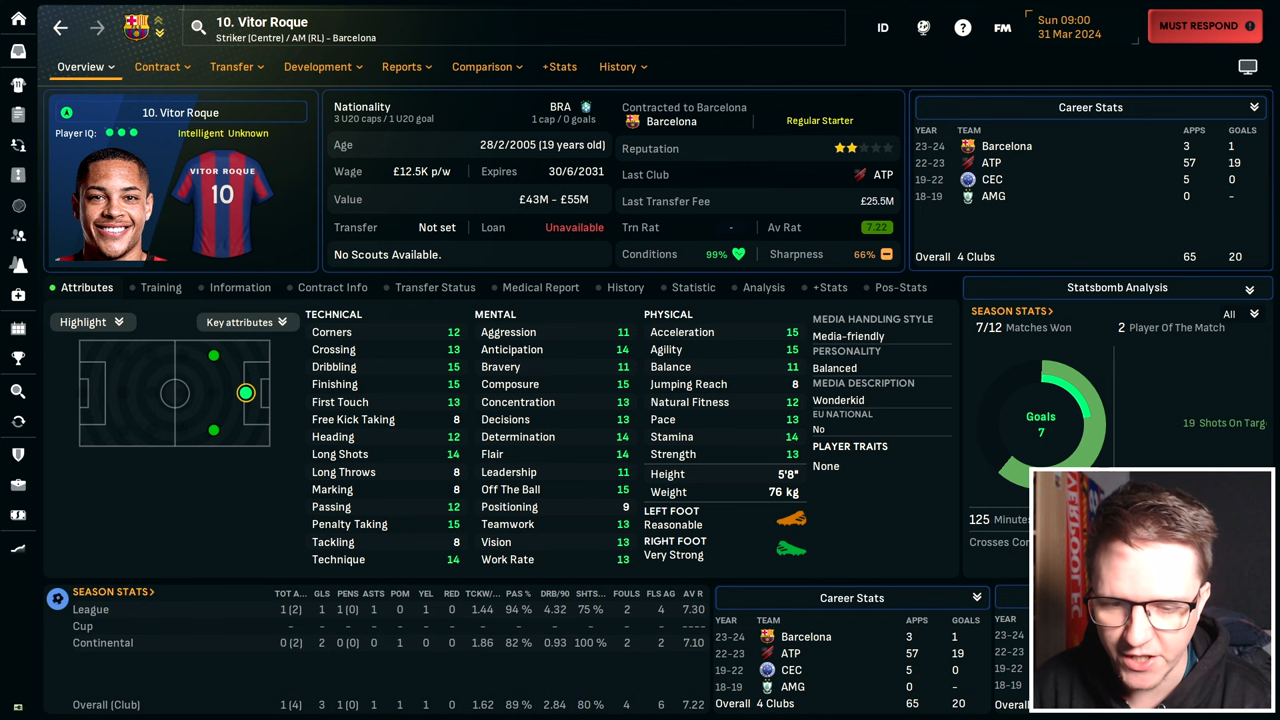 10. Vitor Roque
Striker (Centre) / AM (RL) - Barcelona
ID
FM
Sun 09:00
31 Mar 2024
MUST RESPOND
Overview
Contract
Transfer
Development
Reports
Comparison
+Stats
History
10. Vitor Roque
Player IQ:
Intelligent Unknown
VITOR ROQUE
10
Nationality BRA
3 U20 caps / 1 U20 goal 1 cap / 0 goals
Age 28/2/2005 (19 years old)
Wage £12.5K p/w Expires 30/6/2031
Value £43M - £55M
Transfer Not set Loan Unavailable
No Scouts Available.
Contracted to Barcelona
Barcelona Regular Starter
Reputation
Last Club ATP
Last Transfer Fee £25.5M
Trn Rat - Av Rat 7.22
Conditions 99% Sharpness 66%
Career Stats
YEAR TEAM APPS GOALS
23-24 Barcelona 3 1
22-23 ATP 57 19
19-22 CEC 5 0
18-19 AMG 0 -
Overall 4 Clubs 65 20
Attributes
Training
Information
Contract Info
Transfer Status
Medical Report
History
Statistic
Analysis
+Stats
Pos-Stats
Highlight
Key attributes
TECHNICAL
Corners 12
Crossing 13
Dribbling 15
Finishing 15
First Touch 13
Free Kick Taking 8
Heading 12
Long Shots 14
Long Throws 8
Marking 8
Passing 12
Penalty Taking 15
Tackling 8
Technique 14
MENTAL
Aggression 11
Anticipation 14
Bravery 11
Composure 15
Concentration 13
Decisions 13
Determination 14
Flair 14
Leadership 11
Off The Ball 15
Positioning 9
Teamwork 13
Vision 13
Work Rate 13
PHYSICAL
Acceleration 15
Agility 15
Balance 11
Jumping Reach 8
Natural Fitness 12
Pace 13
Stamina 14
Strength 13
Height 5'8"
Weight 76 kg
LEFT FOOT
Reasonable
RIGHT FOOT
Very Strong
MEDIA HANDLING STYLE
Media-friendly
PERSONALITY
Balanced
MEDIA DESCRIPTION
Wonderkid
EU NATIONAL
No
PLAYER TRAITS
None
Statsbomb Analysis
SEASON STATS> All
7/12 Matches Won 2 Player Of The Match
Goals
7
19 Shots On Targ
125 Minute
Crosses Co
SEASON STATS> TOT A... GLS PENS ASTS POM YEL RED TCKW/... PAS % DRB/90 SHTS... FOULS FLS AG AV R
League 1 (2) 1 1 (0) 1 0 1 0 1.44 94 % 4.32 75 % 2 4 7.30
Cup - - - - - - - - - - - - - ----
Continental 0 (2) 2 0 (0) 0 1 0 0 1.86 82 % 0.93 100 % 2 2 7.10
Overall (Club) 1 (4) 3 1 (0) 1 1 1 0 1.62 89 % 2.84 80 % 4 6 7.22
Career Stats
YEAR TEAM APPS GOALS
23-24 Barcelona 3 1
22-23 ATP 57 19
19-22 CEC 5 0
18-19 AMG 0 -
Overall 4 Clubs 65 20
YEAR
23-24
22-23
19-22
18-19
Overall